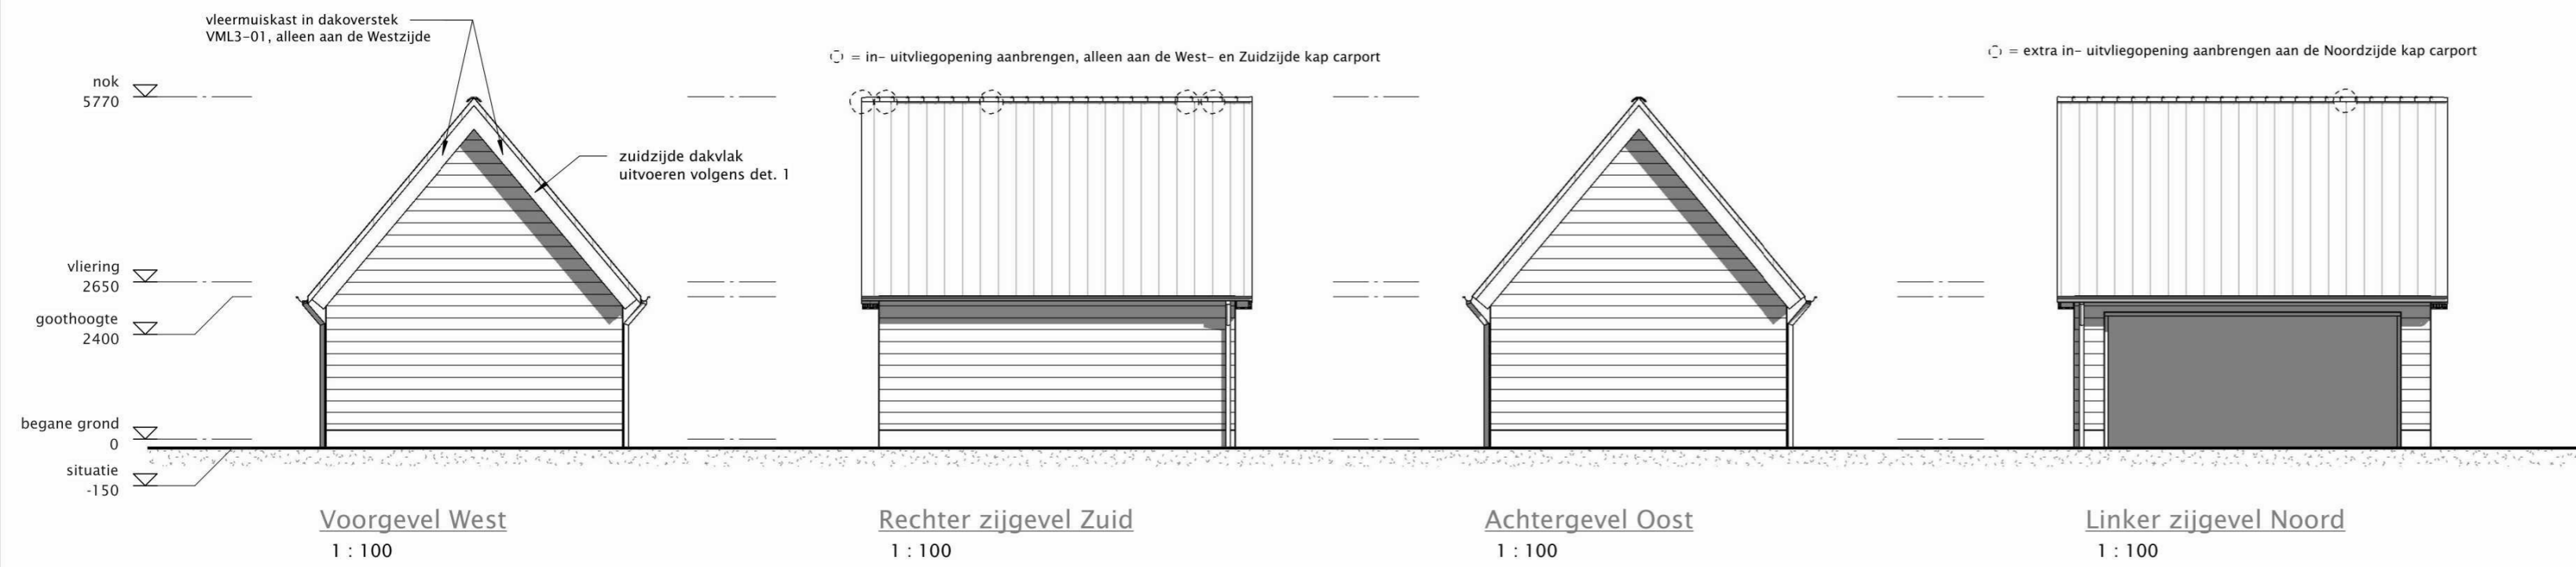 vleermuiskast in dakoverstek
VML3-01, alleen aan de Westzijde
= in- uitvliegopening aanbrengen, alleen aan de West- en Zuidzijde kap carport
= extra in- uitvliegopening aanbrengen aan de Noordzijde kap carport
nok
5770
zuidzijde dakvlak
uitvoeren volgens det. 1
vliering
2650
goothoogte
2400
begane grond
0
situatie
-150
Voorgevel West
1 : 100
Rechter zijgevel Zuid
1 : 100
Achtergevel Oost
1 : 100
Linker zijgevel Noord
1 : 100